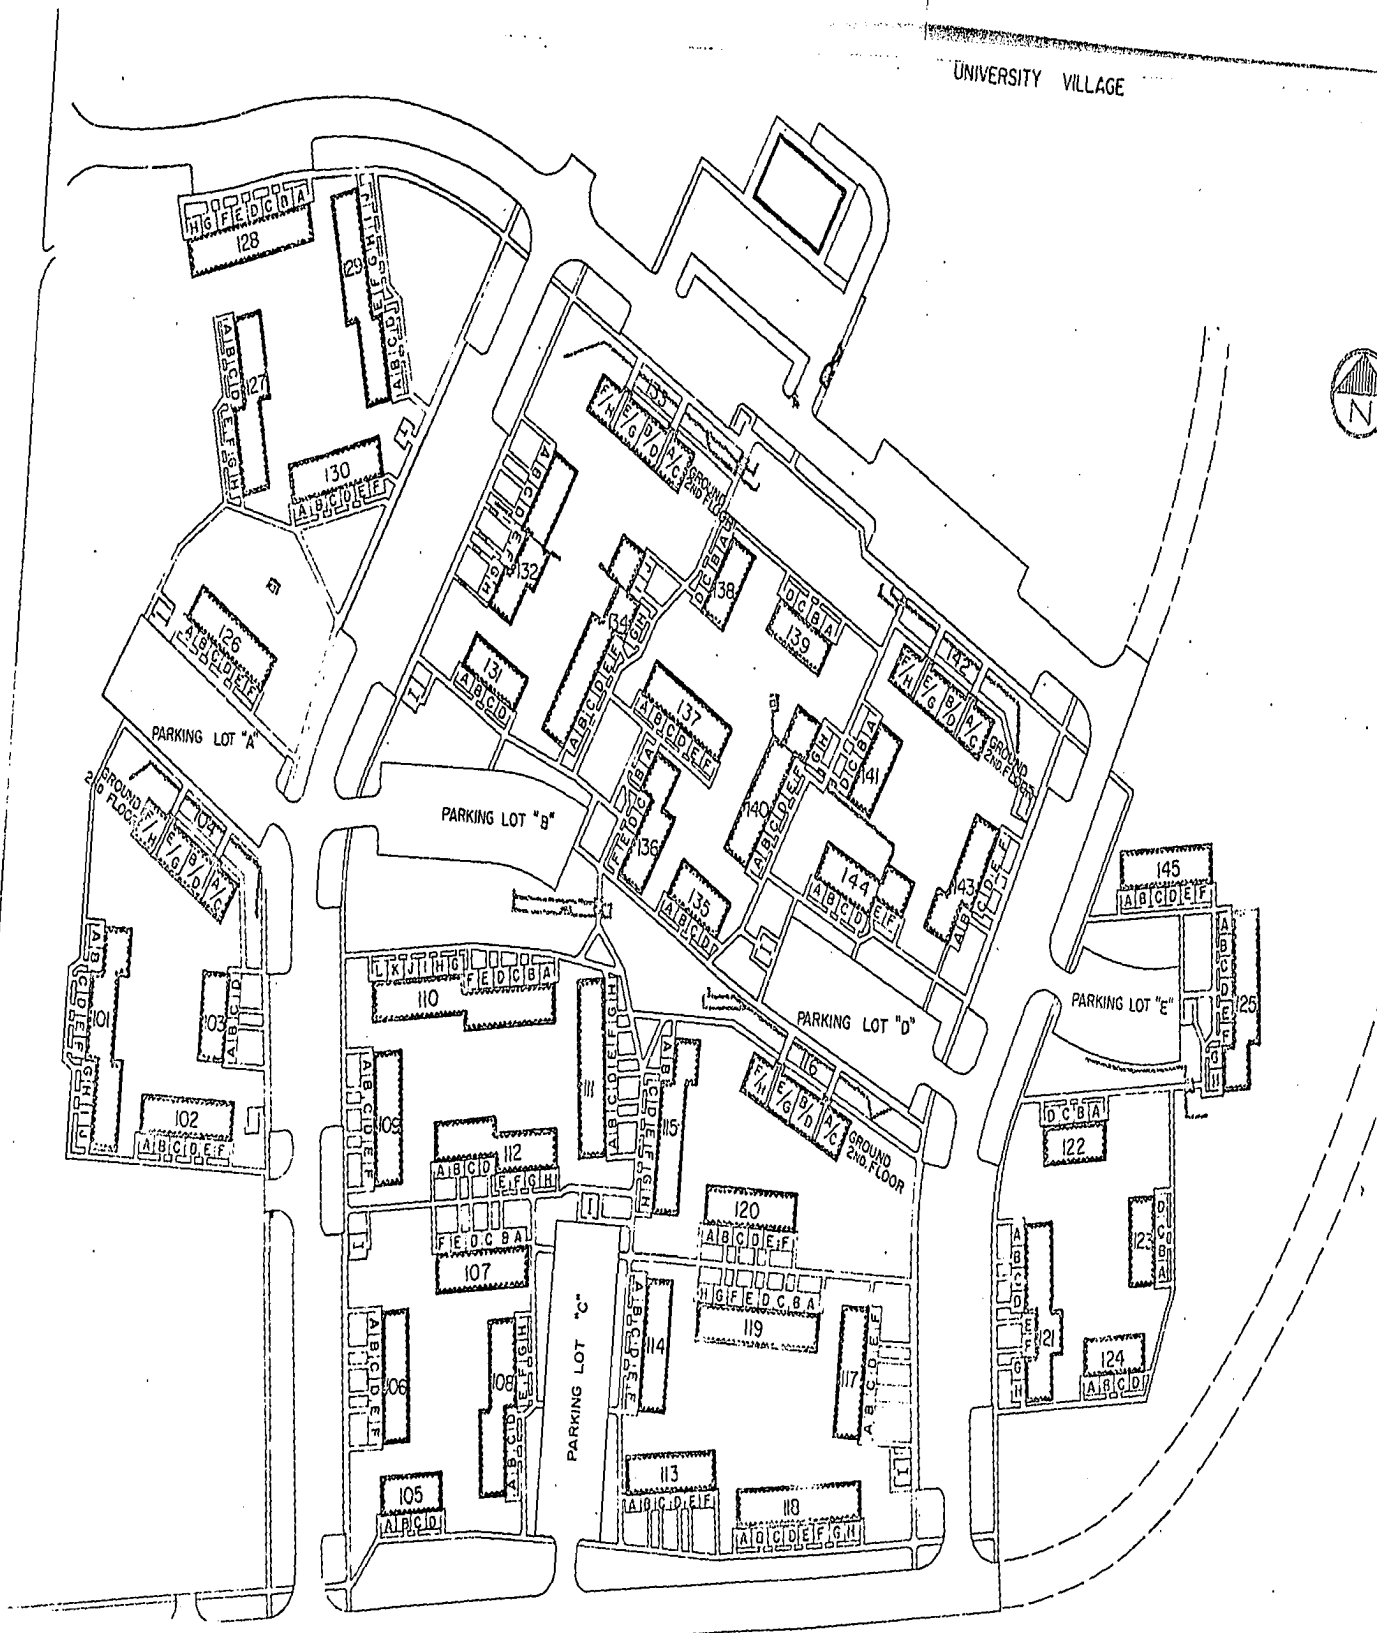 UNIVERSITY VILLAGE
H G F E D C B A
128
J I H G F E
129
A B C D
A B C D
127
E F G H
130
A B C D E F
N
133
F/H E/G D/D A/C
GROUND
2ND FLOOR
A B C D
E F
G H
132
D C B A
138
D C B A
139
J I
G H
134
A B C D E F
131
A B C D
126
A B C D E F
PARKING LOT "A"
142
F/H E/G B/D A/C
GROUND
2ND FLOOR
137
A B C D E F
A B C D
141
G H
140
A B C D E F
F E D C B A
136
135
A B C D
PARKING LOT "B"
GROUND
2ND FLOOR
104
F/H E/G B/D A/C
144
A B C D E F
143
A B C D E F
145
A B C D E F
A B C D E F G H
125
PARKING LOT "E"
PARKING LOT "D"
A B
C D E F
G H I J
101
103
A B C D
102
A B C D E F
L K J I H G F E D C B A
110
A B C D E F
109
111
A B C D E F G H
A B
C D E F G H
115
116
F/H E/G B/D A/C
GROUND
2ND. FLOOR
112
A B C D
E F G H
F E D C B A
107
120
A B C D E F
H G F E D C B A
119
D C B A
122
D C B A
123
A B C D
E F
G H
121
124
A B C D
A B C D E F
106
E F G H
108
A B C D
PARKING LOT "C"
A B C D E F
114
117
A B C D E F
105
A B C D
113
A B C D E F
118
A B C D E F G H